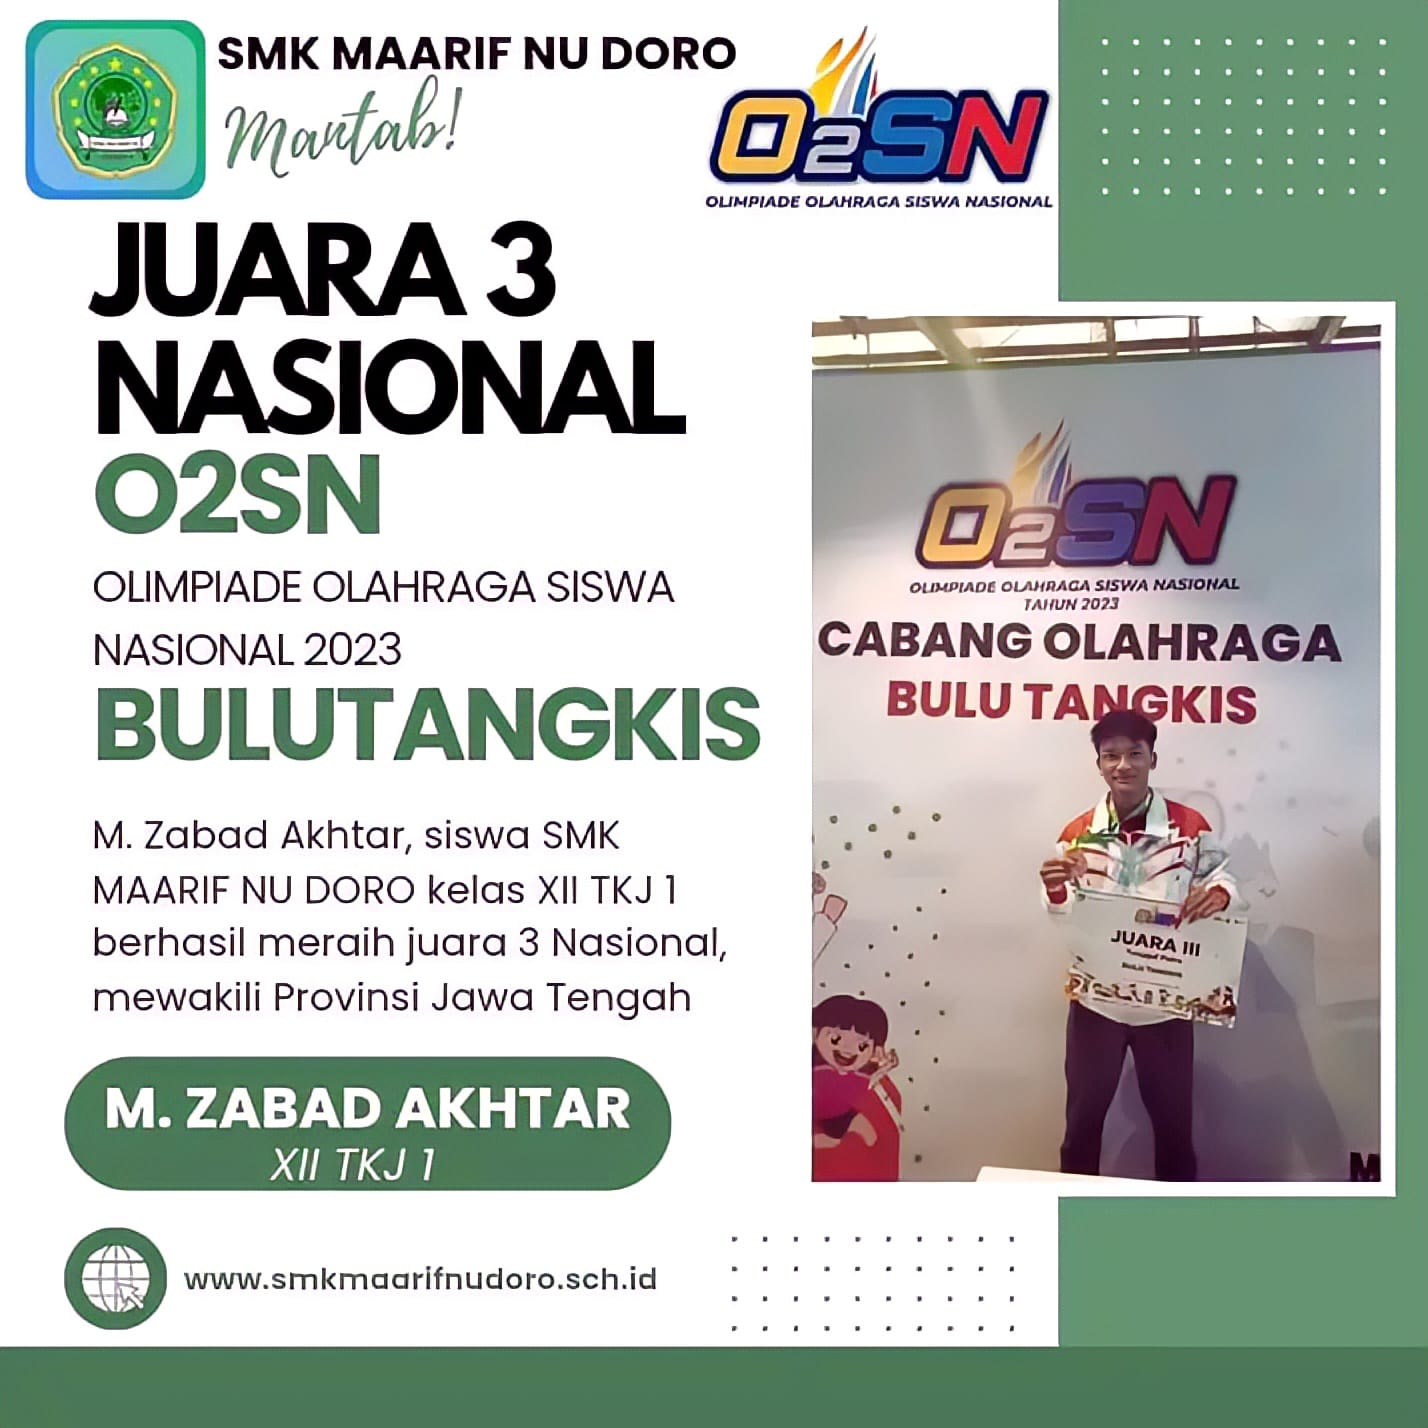 SMK MAARIF NU DORO
Mantab!
O2SN
OLIMPIADE OLAHRAGA SISWA NASIONAL
JUARA 3
NASIONAL
O2SN
OLIMPIADE OLAHRAGA SISWA
NASIONAL 2023
BULUTANGKIS
M. Zabad Akhtar, siswa SMK
MAARIF NU DORO kelas XII TKJ 1
berhasil meraih juara 3 Nasional,
mewakili Provinsi Jawa Tengah
M. ZABAD AKHTAR
XII TKJ 1
www.smkmaarifnudoro.sch.id
O2SN
OLIMPIADE OLAHRAGA SISWA NASIONAL
TAHUN 2023
CABANG OLAHRAGA
BULU TANGKIS
JUARA III
M